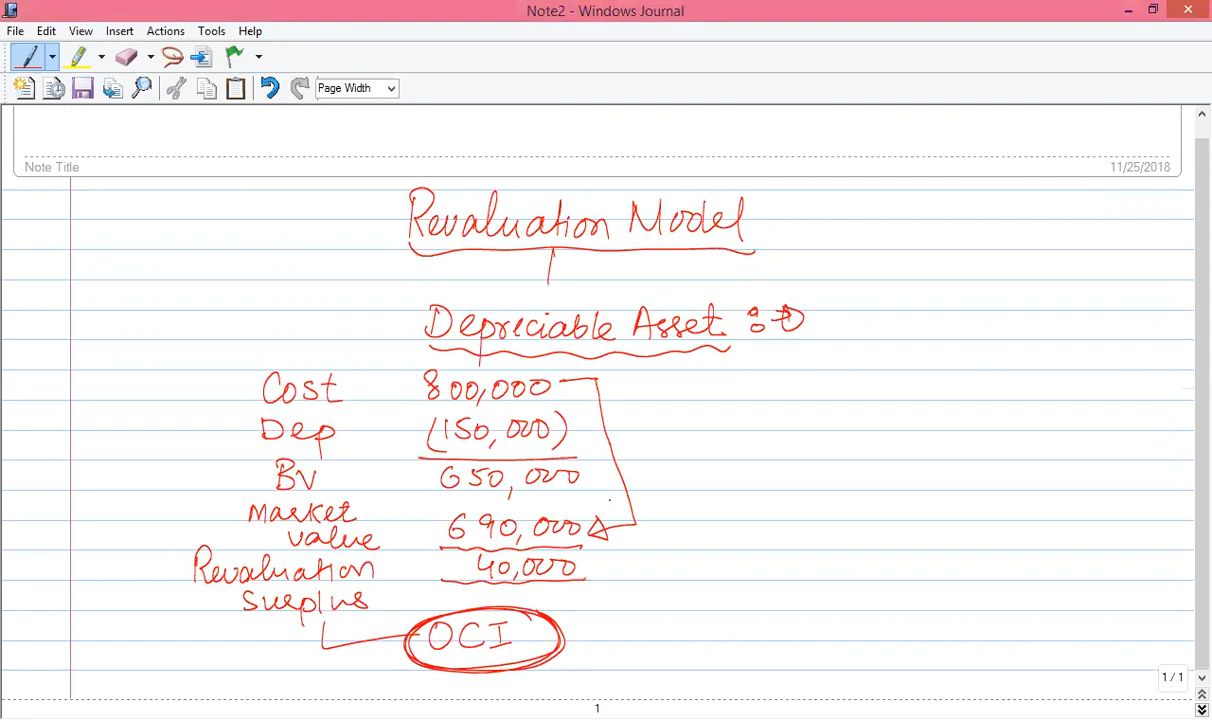 Note2 - Windows Journal
File Edit View Insert Actions Tools Help
Page Width
Note Title 11/25/2018
Revaluation Model
Depreciable Asset :
Cost 800,000
Dep (150,000)
BV 650,000
Market
value 690,000
Revaluation 40,000
surplus
OCI
1 / 1
1